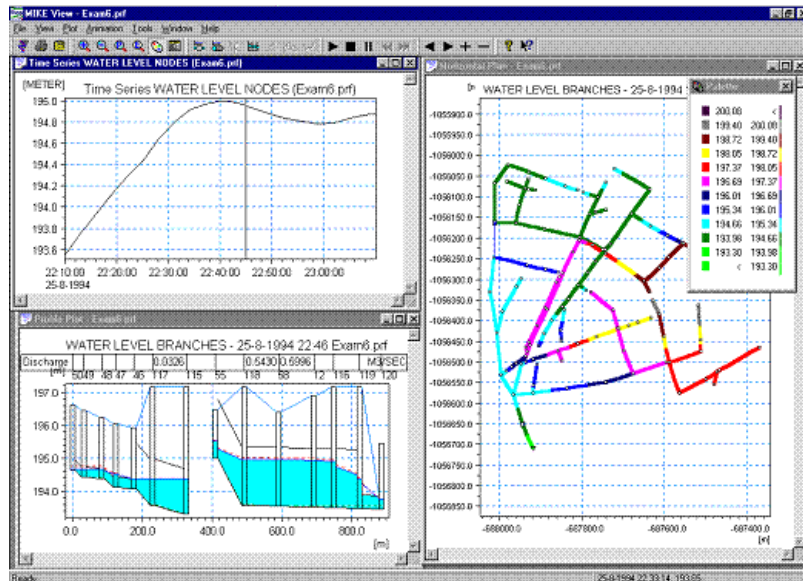 MIKE View - Exam6.prf
File View Plot Animation Tools Window Help
Time Series WATER LEVEL NODES (Exam6.prf)
[METER] Time Series WATER LEVEL NODES (Exam6.prf)
195.0
194.8
194.6
194.4
194.2
194.0
193.8
193.6
22:10:00 22:20:00 22:30:00 22:40:00 22:50:00 23:00:00
25-8-1994
Profile Plot - Exam6.prf
WATER LEVEL BRANCHES - 25-8-1994 22:46 Exam6.prf
Discharge 0.0326 0.5430 0.6996 M3/SEC
[m] 5049 48 47 46 117 115 55 118 58 12 116 119 120
197.0
196.0
195.0
194.0
0.0 200.0 400.0 600.0 800.0
[m]
Horizontal Plan - Exam6.prf
WATER LEVEL BRANCHES - 25-8-1994
-1055900.0
-1055950.0
-1056000.0
-1056050.0
-1056100.0
-1056150.0
-1056200.0
-1056250.0
-1056300.0
-1056350.0
-1056400.0
-1056450.0
-1056500.0
-1056550.0
-1056600.0
-1056650.0
-1056700.0
-1056750.0
-1056800.0
-1056850.0
-688000.0 -687800.0 -687600.0 -687400.0
[m]
Palette
200.08 <
199.40 200.08
198.72 199.40
198.05 198.72
197.37 198.05
196.69 197.37
196.01 196.69
195.34 196.01
194.66 195.34
193.98 194.66
193.30 193.98
< 193.30
Ready
25-8-1994 22:33:14, 193.65